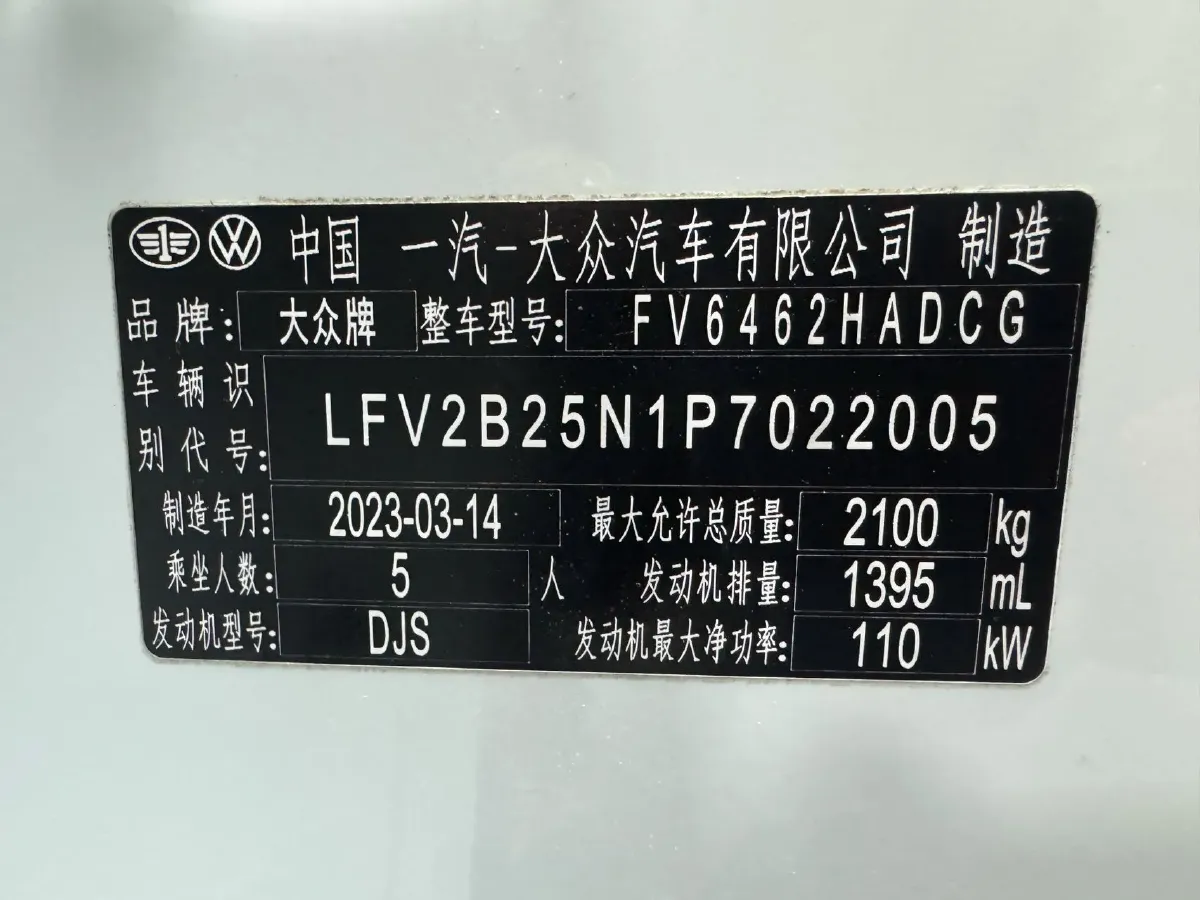 中国 一汽-大众汽车有限公司 制造
品牌: 大众牌 整车型号: FV6462HADCG
车辆识别代号: LFV2B25N1P7022005
制造年月: 2023-03-14 最大允许总质量: 2100 kg
乘坐人数: 5 人 发动机排量: 1395 mL
发动机型号: DJS 发动机最大净功率: 110 kW